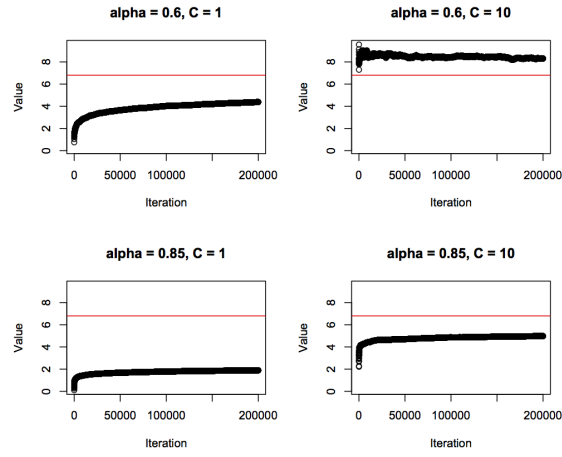 alpha = 0.6, C = 1
alpha = 0.6, C = 10
Value
0 2 4 6 8
0 50000 100000 200000
Iteration
Value
0 2 4 6 8
0 50000 100000 200000
Iteration
alpha = 0.85, C = 1
alpha = 0.85, C = 10
Value
0 2 4 6 8
0 50000 100000 200000
Iteration
Value
0 2 4 6 8
0 50000 100000 200000
Iteration